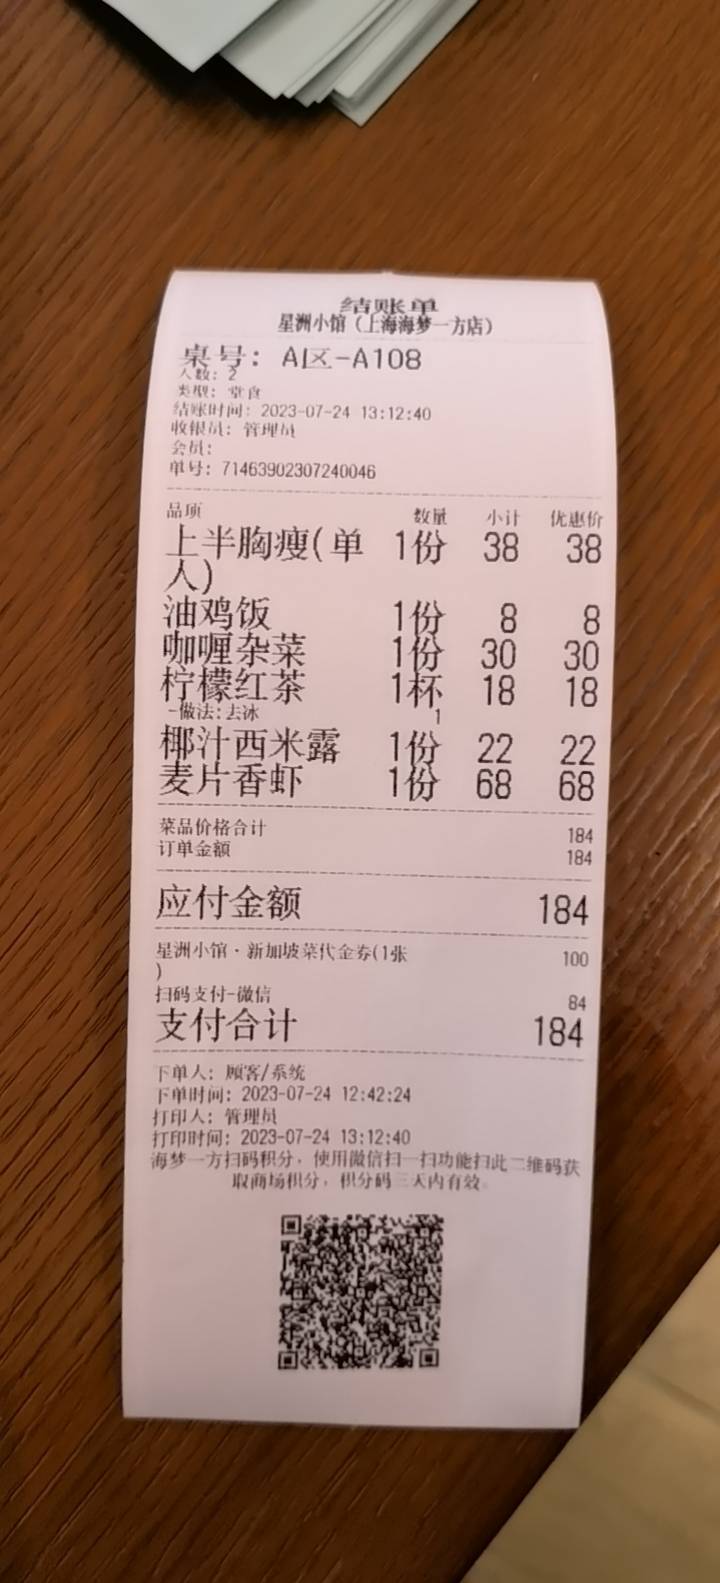 结账单
星洲小馆（上海海梦一方店）
桌号: A区-A108
人数: 2
类型: 堂食
结账时间: 2023-07-24 13:12:40
收银员: 管理员
会员:
单号: 71463902307240046
品项 数量 小计 优惠价
上半胸瘦(单 1份 38 38
人)
油鸡饭 1份 8 8
咖喱杂菜 1份 30 30
柠檬红茶 1杯 18 18
-做法:去冰 1
椰汁西米露 1份 22 22
麦片香虾 1份 68 68
菜品价格合计 184
订单金额 184
应付金额 184
星洲小馆·新加坡菜代金券(1张 100
)
扫码支付-微信 84
支付合计 184
下单人: 顾客/系统
下单时间: 2023-07-24 12:42:24
打印人: 管理员
打印时间: 2023-07-24 13:12:40
海梦一方扫码积分，使用微信扫一扫功能扫此二维码获
取商场积分，积分码三天内有效。